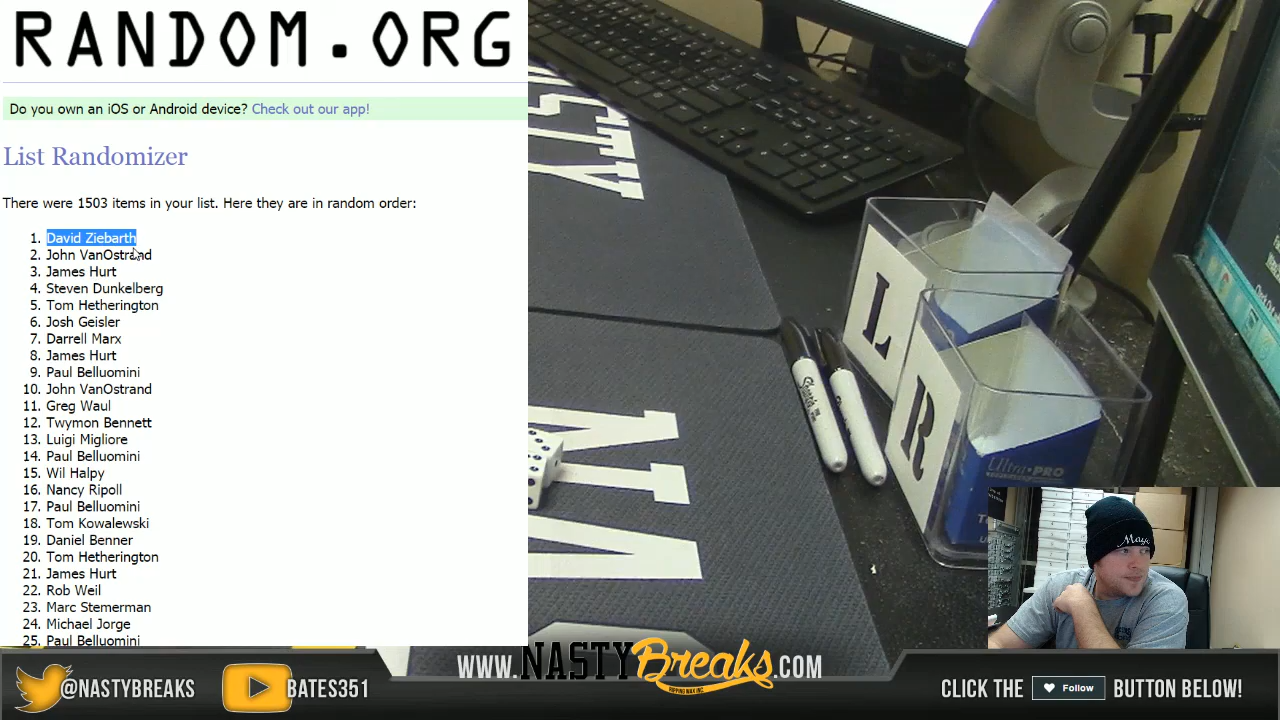 RANDOM.ORG
Do you own an iOS or Android device? Check out our app!
List Randomizer
There were 1503 items in your list. Here they are in random order:
1. David Ziebarth
2. John VanOstrand
3. James Hurt
4. Steven Dunkelberg
5. Tom Hetherington
6. Josh Geisler
7. Darrell Marx
8. James Hurt
9. Paul Belluomini
10. John VanOstrand
11. Greg Waul
12. Twymon Bennett
13. Luigi Migliore
14. Paul Belluomini
15. Wil Halpy
16. Nancy Ripoll
17. Paul Belluomini
18. Tom Kowalewski
19. Daniel Benner
20. Tom Hetherington
21. James Hurt
22. Rob Weil
23. Marc Stemerman
24. Michael Jorge
25. Paul Belluomini
L
R
Ultra·PRO
@NASTYBREAKS
BATES351
WWW.NASTYBreaks.COM
CLICK THE Follow BUTTON BELOW!